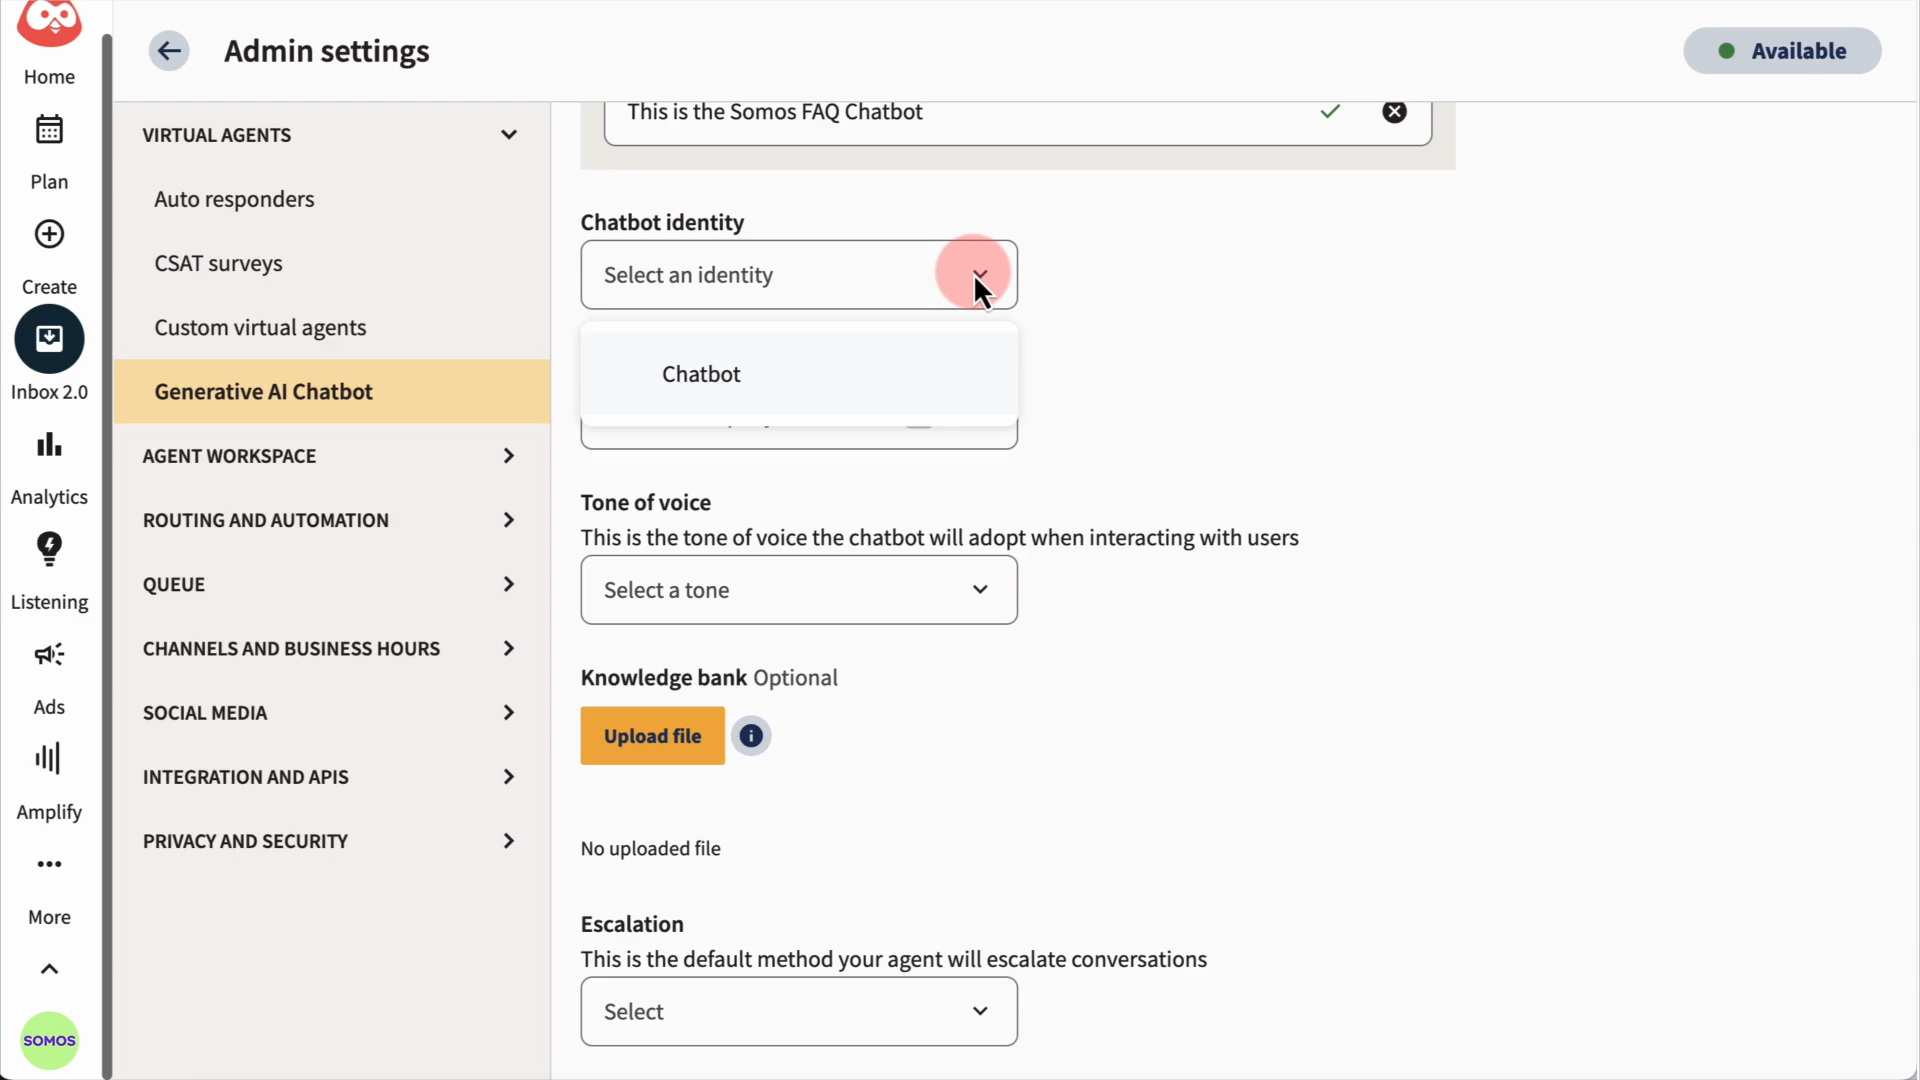 Home
Plan
Create
Inbox 2.0
Analytics
Listening
Ads
Amplify
More
SOMOS
Admin settings
Available
VIRTUAL AGENTS
Auto responders
CSAT surveys
Custom virtual agents
Generative AI Chatbot
AGENT WORKSPACE
ROUTING AND AUTOMATION
QUEUE
CHANNELS AND BUSINESS HOURS
SOCIAL MEDIA
INTEGRATION AND APIS
PRIVACY AND SECURITY
This is the Somos FAQ Chatbot
Chatbot identity
Select an identity
Chatbot
Tone of voice
This is the tone of voice the chatbot will adopt when interacting with users
Select a tone
Knowledge bank Optional
Upload file
No uploaded file
Escalation
This is the default method your agent will escalate conversations
Select